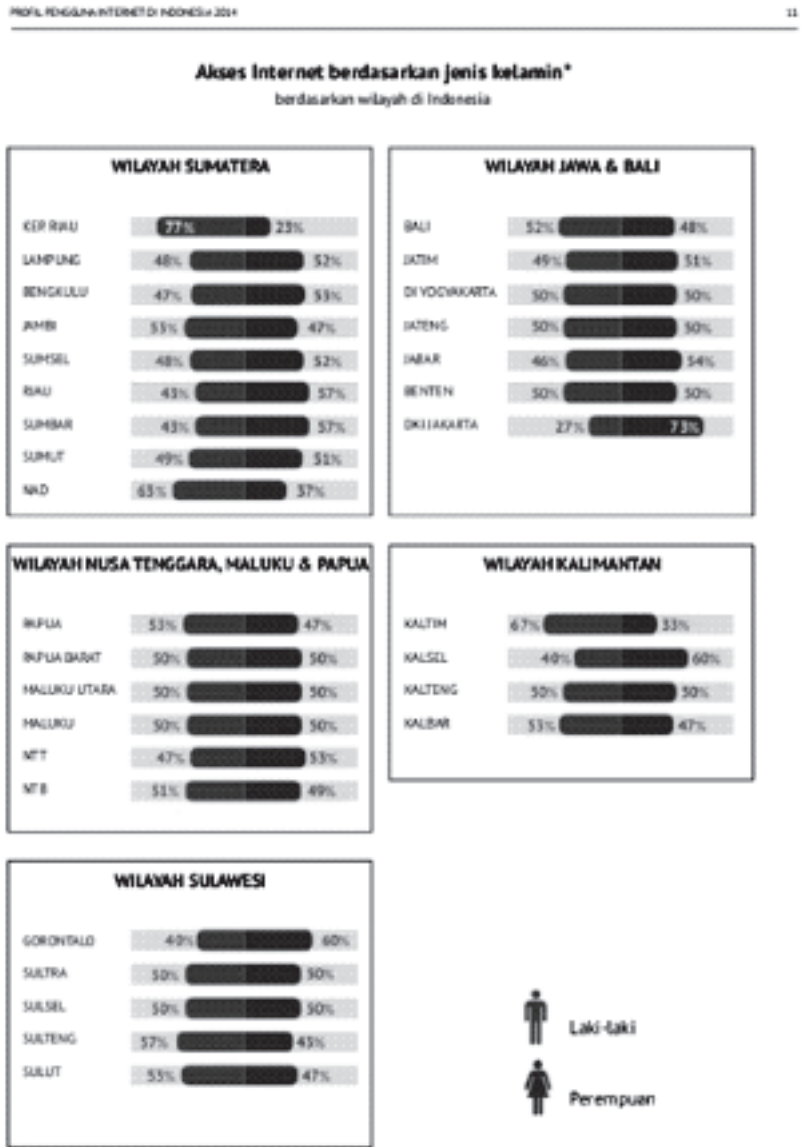 PROFIL PENGGUNA INTERNET DI INDONESIA 2014
11
Akses Internet berdasarkan jenis kelamin*
berdasarkan wilayah di Indonesia
WILAYAH SUMATERA
KEP. RIAU 77% 23%
LAMPUNG 48% 52%
BENGKULU 47% 53%
JAMBI 53% 47%
SUMSEL 48% 52%
RIAU 43% 57%
SUMBAR 43% 57%
SUMUT 49% 51%
NAD 63% 37%
WILAYAH JAWA & BALI
BALI 52% 48%
JATIM 49% 51%
DI YOGYAKARTA 50% 50%
JATENG 50% 50%
JABAR 46% 54%
BENTEN 50% 50%
DKI JAKARTA 27% 73%
WILAYAH NUSA TENGGARA, MALUKU & PAPUA
PAPUA 53% 47%
PAPUA BARAT 50% 50%
MALUKU UTARA 50% 50%
MALUKU 50% 50%
NTT 47% 53%
NTB 51% 49%
WILAYAH KALIMANTAN
KALTIM 67% 33%
KALSEL 40% 60%
KALTENG 50% 50%
KALBAR 53% 47%
WILAYAH SULAWESI
GORONTALO 40% 60%
SULTRA 50% 50%
SULSEL 50% 50%
SULTENG 57% 43%
SULUT 53% 47%
Laki-laki
Perempuan